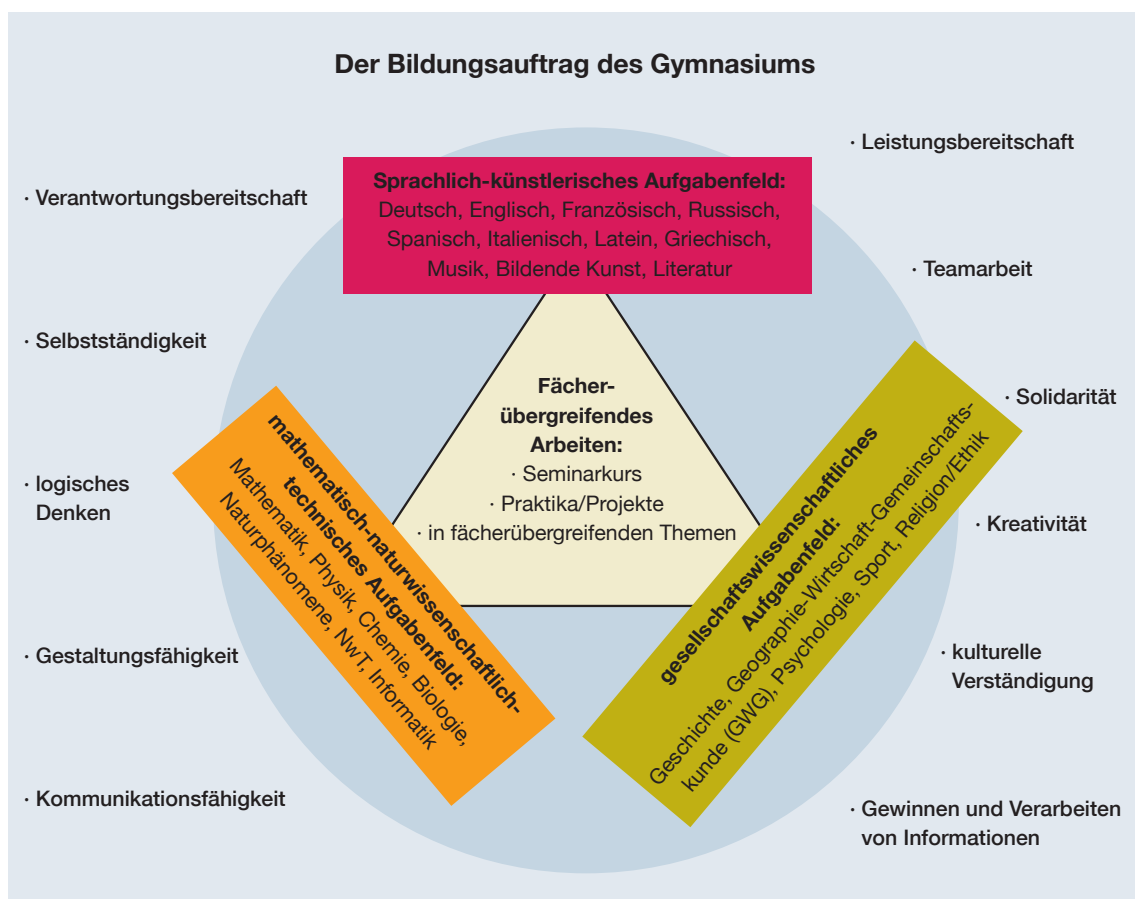 Der Bildungsauftrag des Gymnasiums
· Verantwortungsbereitschaft
· Selbstständigkeit
· logisches
Denken
· Gestaltungsfähigkeit
· Kommunikationsfähigkeit
Sprachlich-künstlerisches Aufgabenfeld:
Deutsch, Englisch, Französisch, Russisch,
Spanisch, Italienisch, Latein, Griechisch,
Musik, Bildende Kunst, Literatur
Fächer-
übergreifendes
Arbeiten:
· Seminarkurs
· Praktika/Projekte
· in fächerübergreifenden Themen
mathematisch-naturwissenschaftlich-
technisches Aufgabenfeld:
Mathematik, Physik, Chemie, Biologie,
Naturphänomene, NwT, Informatik
gesellschaftswissenschaftliches
Aufgabenfeld:
Geschichte, Geographie-Wirtschaft-Gemeinschafts-
kunde (GWG), Psychologie, Sport, Religion/Ethik
· Leistungsbereitschaft
· Teamarbeit
· Solidarität
· Kreativität
· kulturelle
Verständigung
· Gewinnen und Verarbeiten
von Informationen